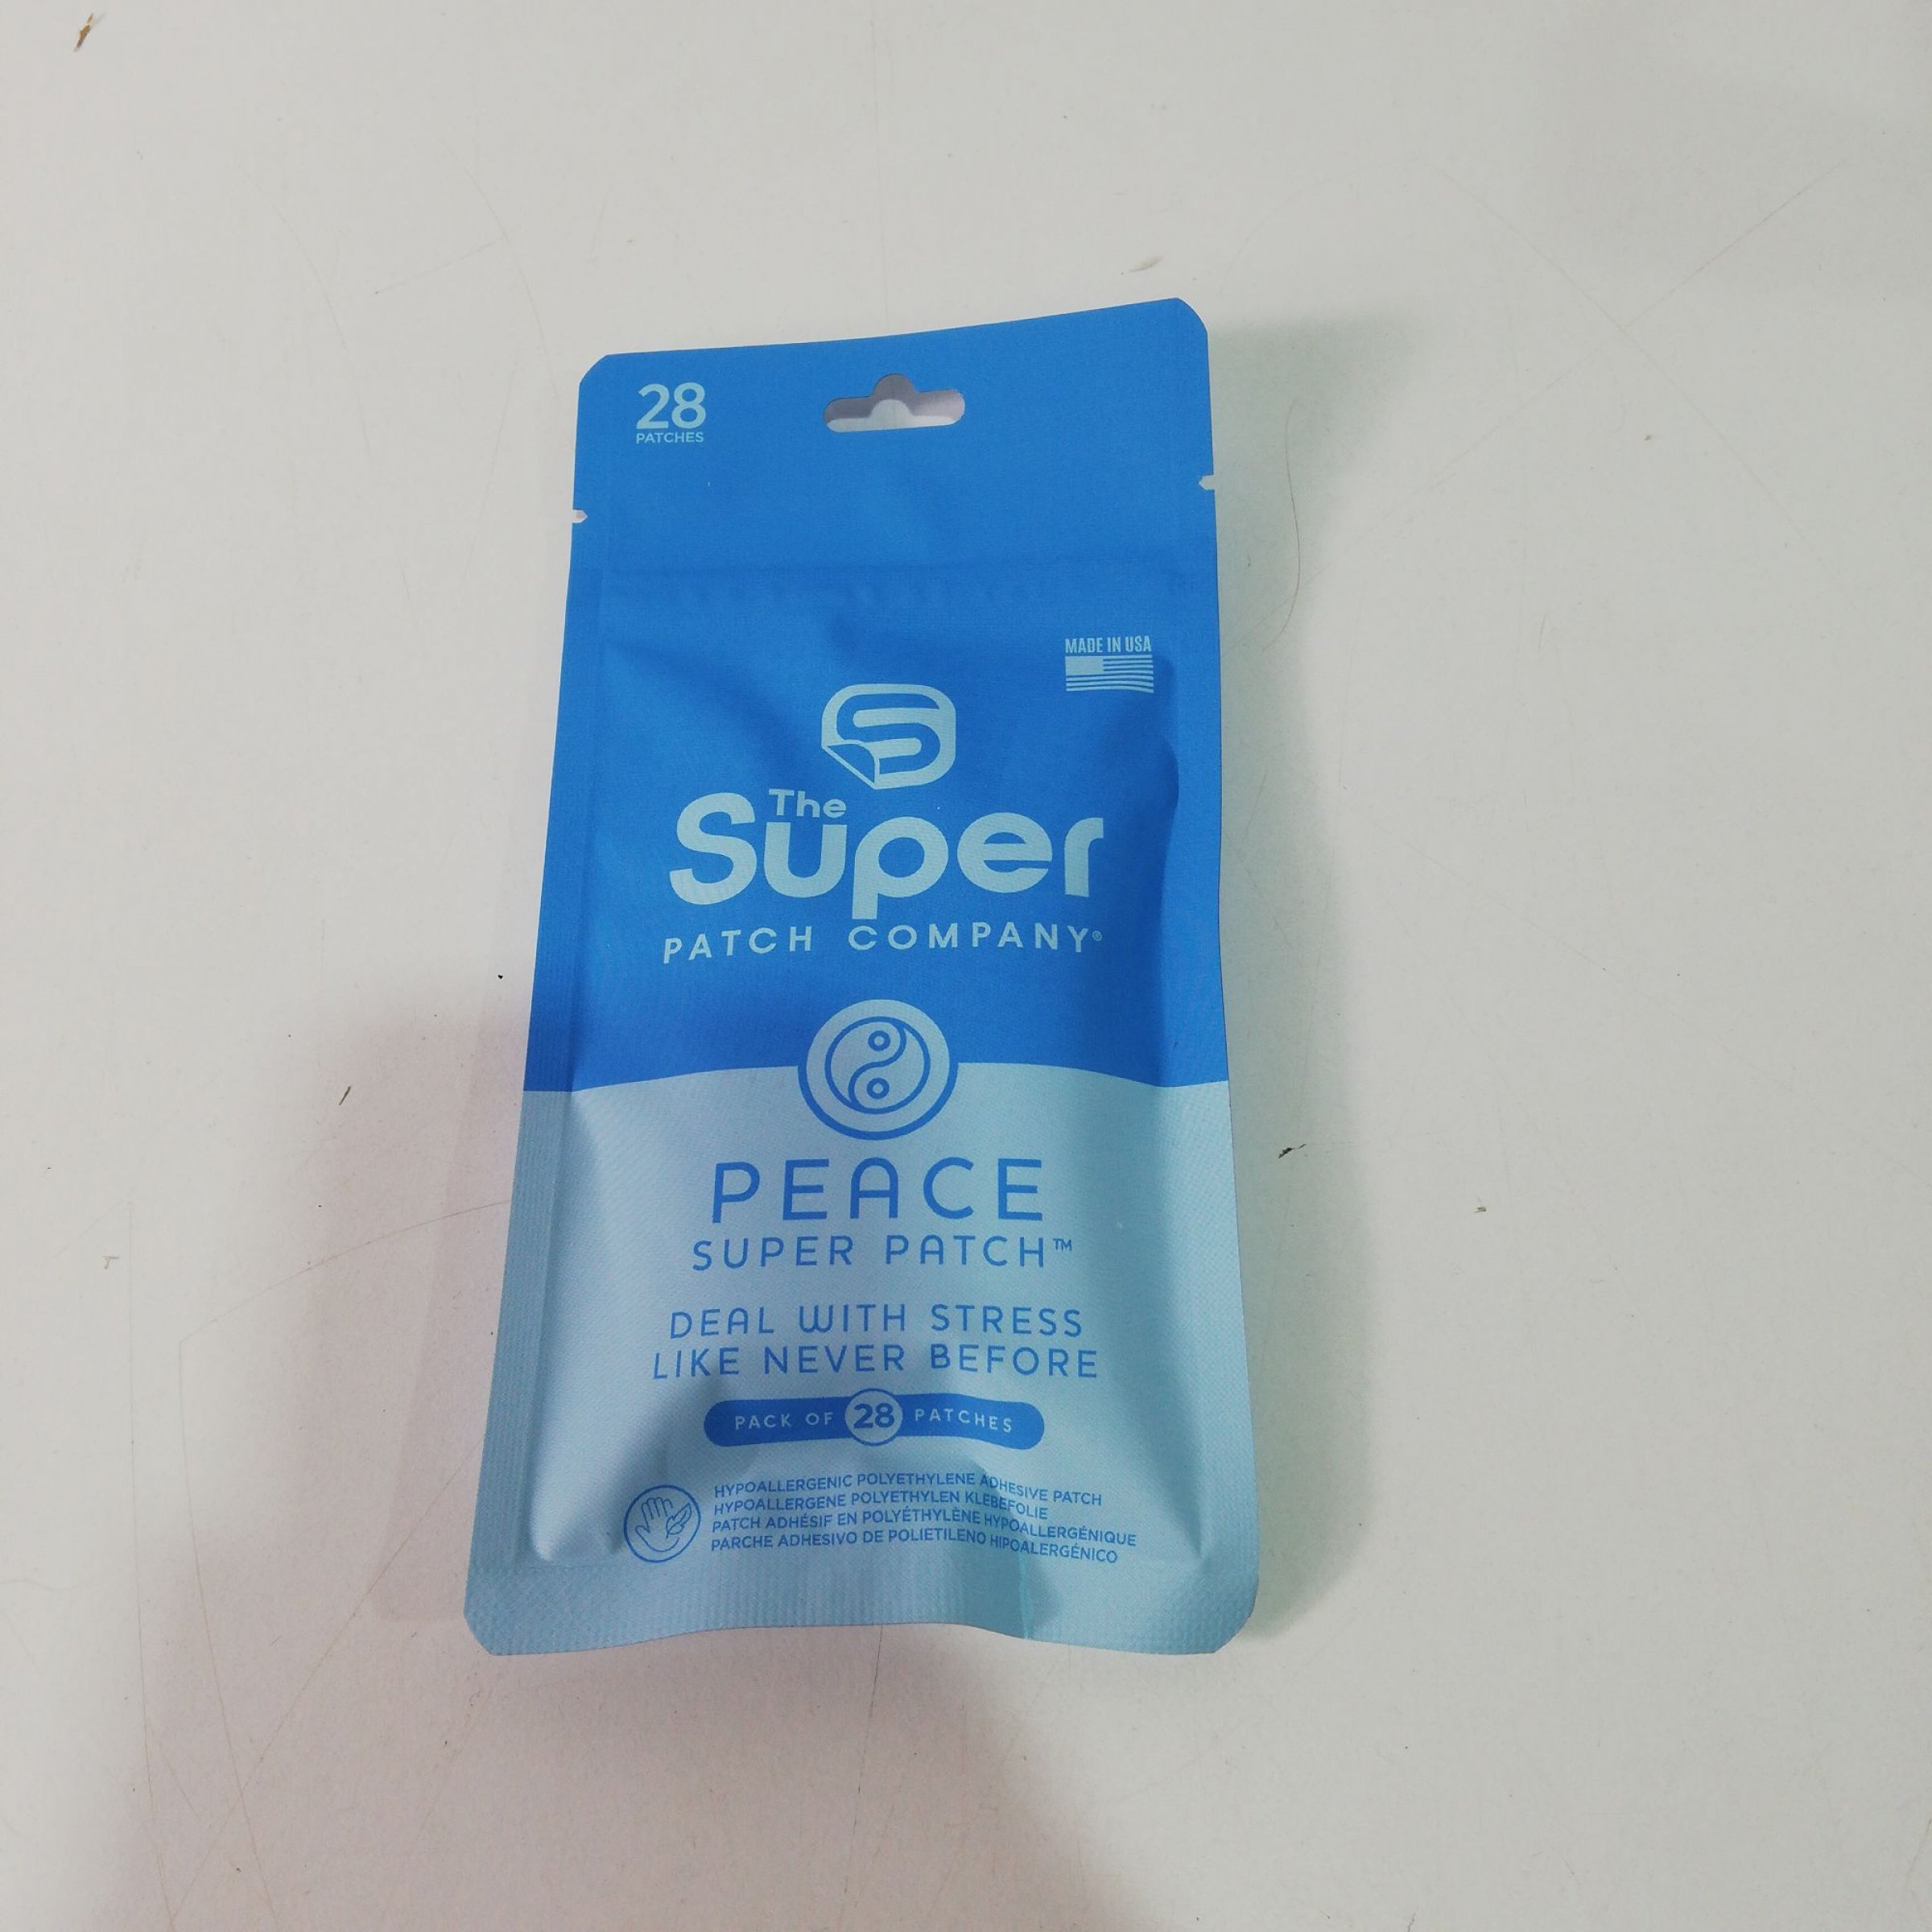 28
PATCHES
MADE IN USA
The
Super
PATCH COMPANY®
PEACE
SUPER PATCH™
DEAL WITH STRESS
LIKE NEVER BEFORE
PACK OF 28 PATCHES
HYPOALLERGENIC POLYETHYLENE ADHESIVE PATCH
HYPOALLERGENE POLYETHYLEN KLEBEFOLIE
PATCH ADHÉSIF EN POLYÉTHYLÈNE HYPOALLERGÉNIQUE
PARCHE ADHESIVO DE POLIETILENO HIPOALERGÉNICO